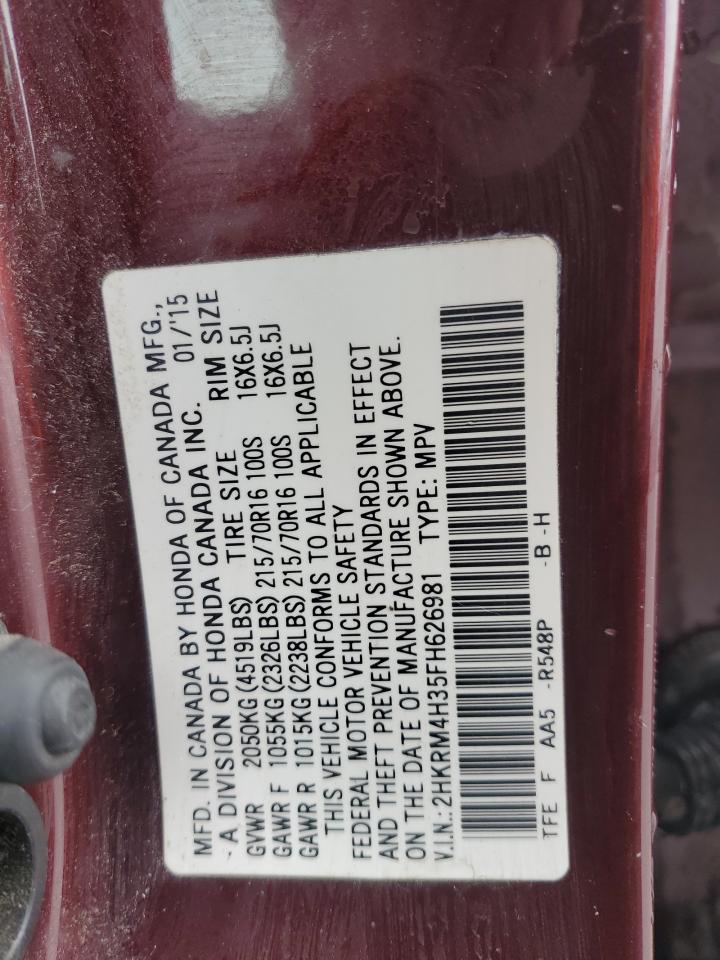 MFD. IN CANADA BY HONDA OF CANADA MFG.,
- A DIVISION OF HONDA CANADA INC. 01/'15
GVWR 2050KG(4519LBS) TIRE SIZE RIM SIZE
GAWR F 1055KG(2326LBS) 215/70R16 100S 16X6.5J
GAWR R 1015KG(2238LBS) 215/70R16 100S 16X6.5J
THIS VEHICLE CONFORMS TO ALL APPLICABLE
FEDERAL MOTOR VEHICLE SAFETY
AND THEFT PREVENTION STANDARDS IN EFFECT
ON THE DATE OF MANUFACTURE SHOWN ABOVE.
V.I.N.:2HKRM4H35FH626981 TYPE: MPV
TFE F AA5 -R548P -B -H